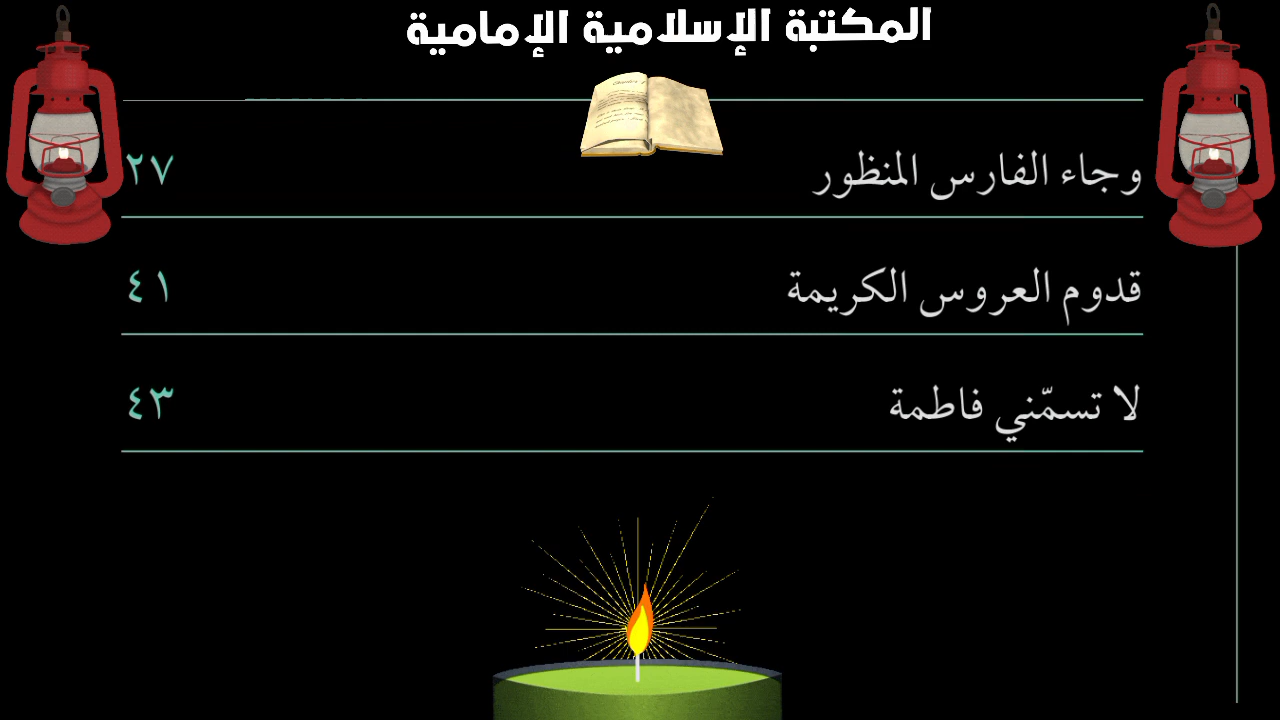 المكتبة الإسلامية الإمامية
وجاء الفارس المنظور ٢٧
قدوم العروس الكريمة ٤١
لا تسمّني فاطمة ٤٣